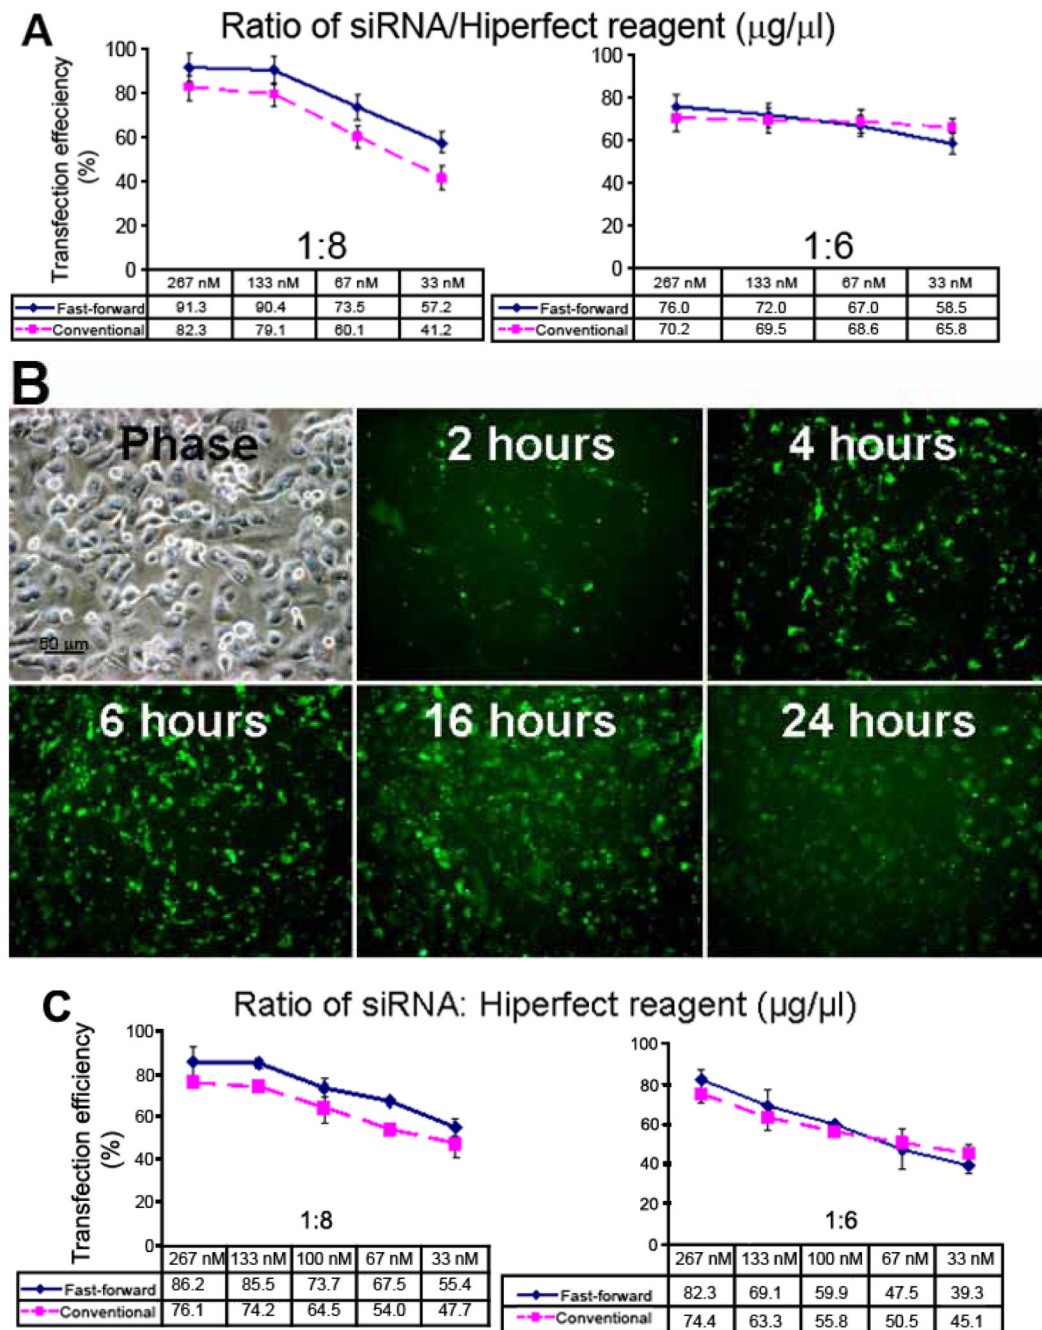 A
Ratio of siRNA/Hiperfect reagent (µg/µl)
Transfection effeciency
(%)
100
80
60
40
20
0
1:8
267 nM 133 nM 67 nM 33 nM
Fast-forward 91.3 90.4 73.5 57.2
Conventional 82.3 79.1 60.1 41.2
100
80
60
40
20
0
1:6
267 nM 133 nM 67 nM 33 nM
Fast-forward 76.0 72.0 67.0 58.5
Conventional 70.2 69.5 68.6 65.8
B
Phase
50 µm
2 hours
4 hours
6 hours
16 hours
24 hours
C
Ratio of siRNA: Hiperfect reagent (µg/µl)
Transfection efficiency
(%)
100
80
60
40
20
0
1:8
267 nM 133 nM 100 nM 67 nM 33 nM
Fast-forward 86.2 85.5 73.7 67.5 55.4
Conventional 76.1 74.2 64.5 54.0 47.7
100
80
60
40
20
0
1:6
267 nM 133 nM 100 nM 67 nM 33 nM
Fast-forward 82.3 69.1 59.9 47.5 39.3
Conventional 74.4 63.3 55.8 50.5 45.1